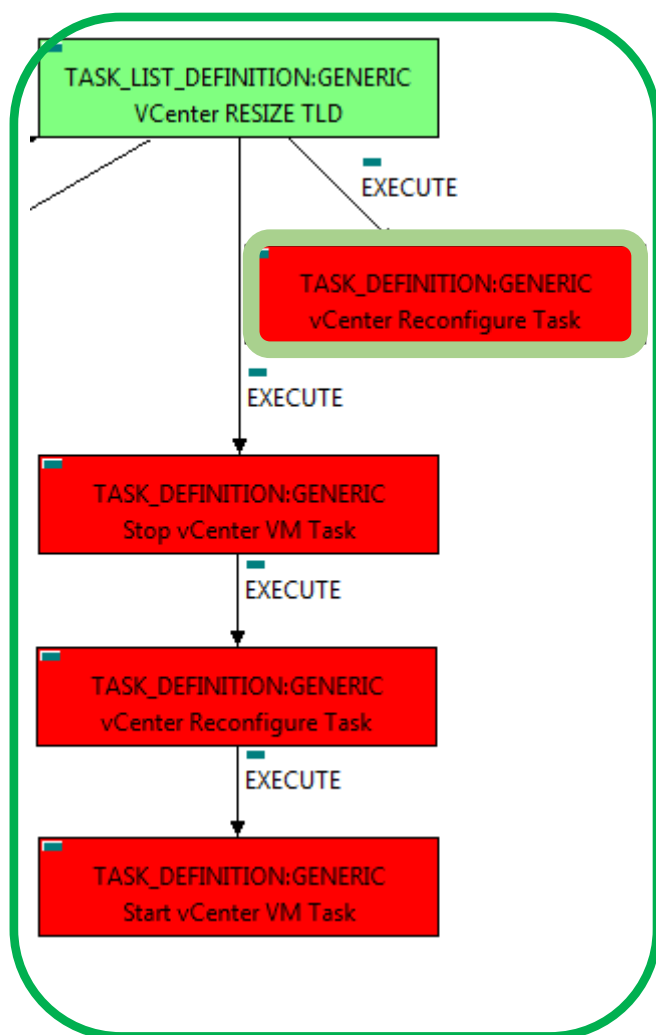 TASK_LIST_DEFINITION:GENERIC
VCenter RESIZE TLD
EXECUTE
TASK_DEFINITION:GENERIC
vCenter Reconfigure Task
EXECUTE
TASK_DEFINITION:GENERIC
Stop vCenter VM Task
EXECUTE
TASK_DEFINITION:GENERIC
vCenter Reconfigure Task
EXECUTE
TASK_DEFINITION:GENERIC
Start vCenter VM Task